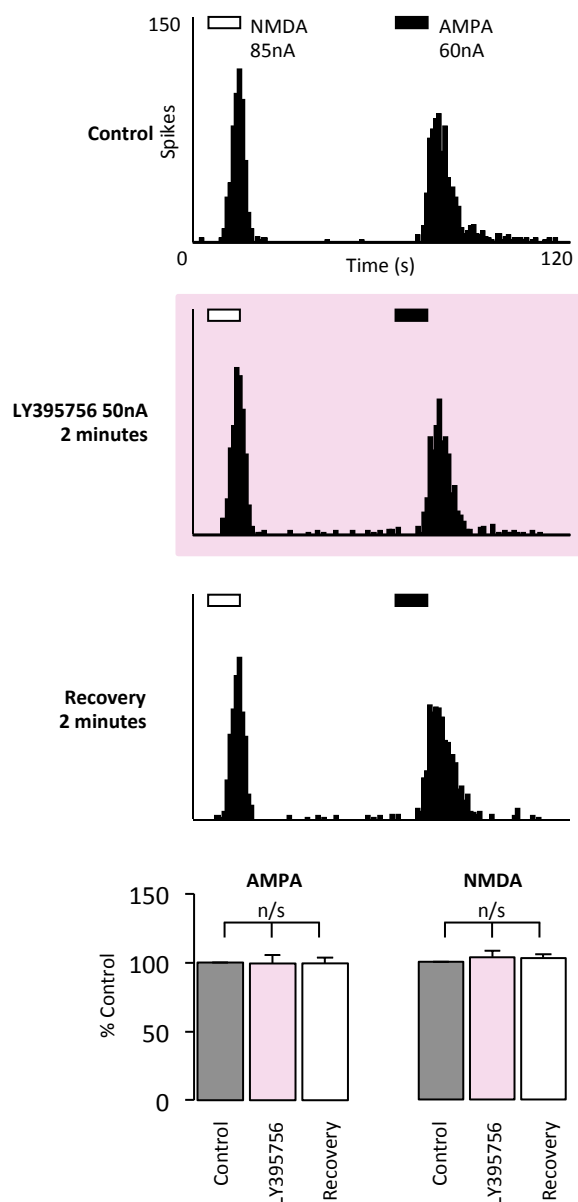 150
NMDA
85nA
AMPA
60nA
Control
Spikes
0
Time (s)
120
LY395756 50nA
2 minutes
Recovery
2 minutes
AMPA
NMDA
150
100
50
0
% Control
n/s
n/s
Control
LY395756
Recovery
Control
LY395756
Recovery